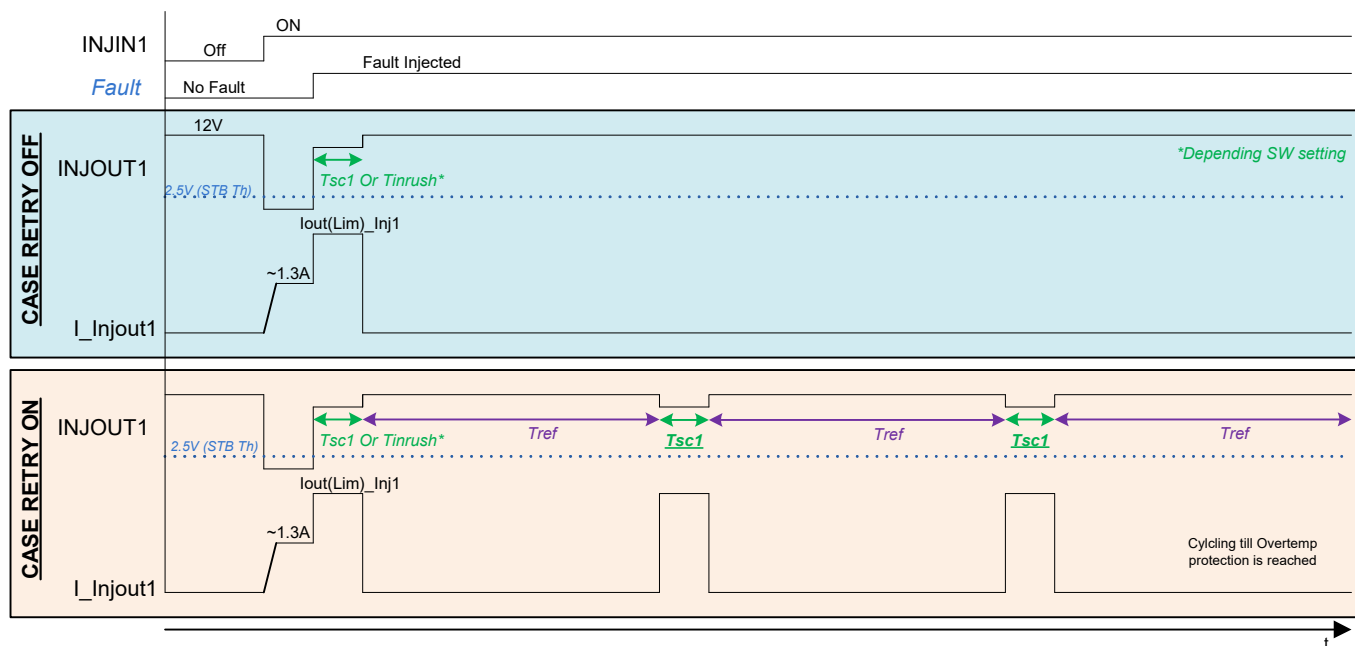 ON
INJIN1
Off
Fault Injected
Fault
No Fault
CASE RETRY OFF
12V
INJOUT1
*Depending SW setting
Tsc1 Or Tinrush*
2.5V (STB Th)
Iout(Lim)_Inj1
~1.3A
I_Injout1
CASE RETRY ON
INJOUT1
Tsc1 Or Tinrush*
Tref
Tsc1
Tref
Tsc1
Tref
2.5V (STB Th)
Iout(Lim)_Inj1
~1.3A
Cylcling till Overtemp
protection is reached
I_Injout1
t